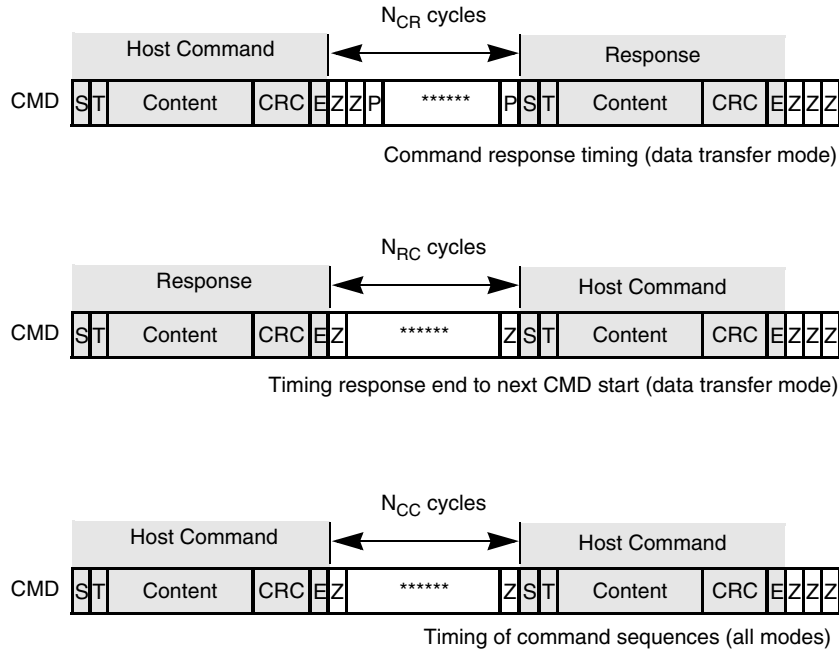 N_CR cycles
Host Command Response
CMD S T Content CRC E Z Z P ****** P S T Content CRC E Z Z Z
Command response timing (data transfer mode)
N_RC cycles
Response Host Command
CMD S T Content CRC E Z ****** Z S T Content CRC E Z Z Z
Timing response end to next CMD start (data transfer mode)
N_CC cycles
Host Command Host Command
CMD S T Content CRC E Z ****** Z S T Content CRC E Z Z Z
Timing of command sequences (all modes)